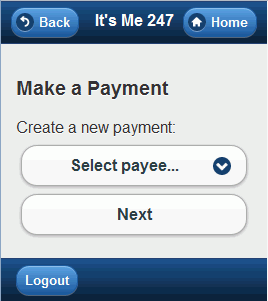 Back It's Me 247 Home
Make a Payment
Create a new payment:
Select payee...
Next
Logout